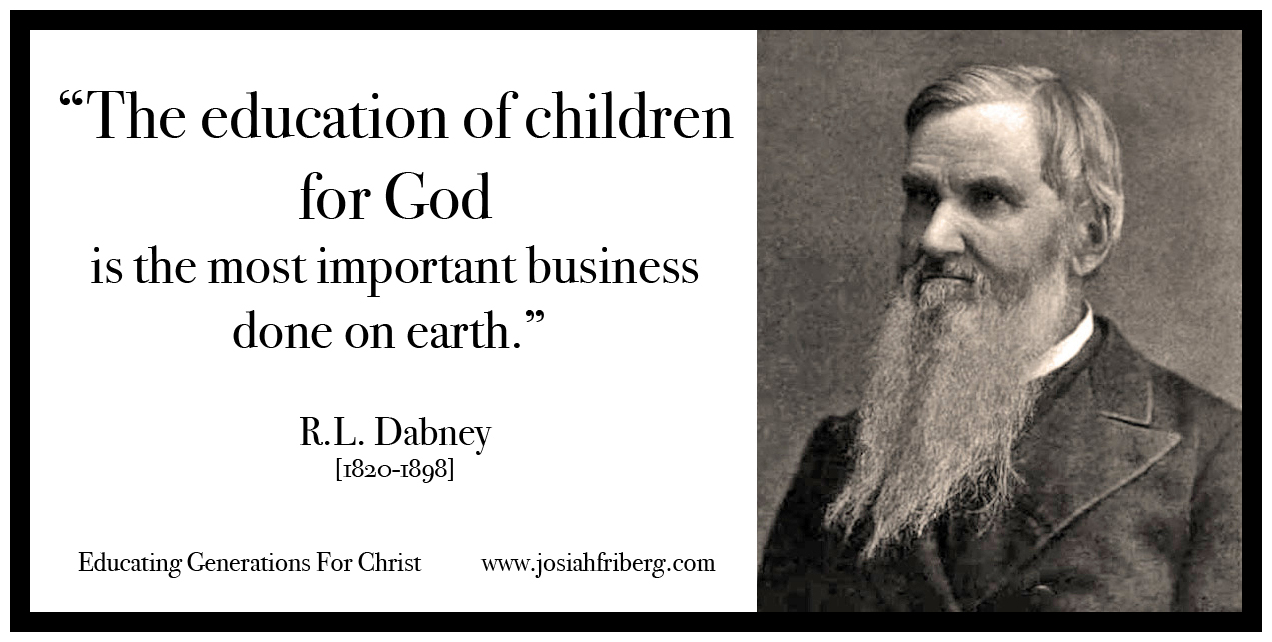 “The education of children
for God
is the most important business
done on earth.”
R.L. Dabney
[1820-1898]
Educating Generations For Christ
www.josiahfriberg.com